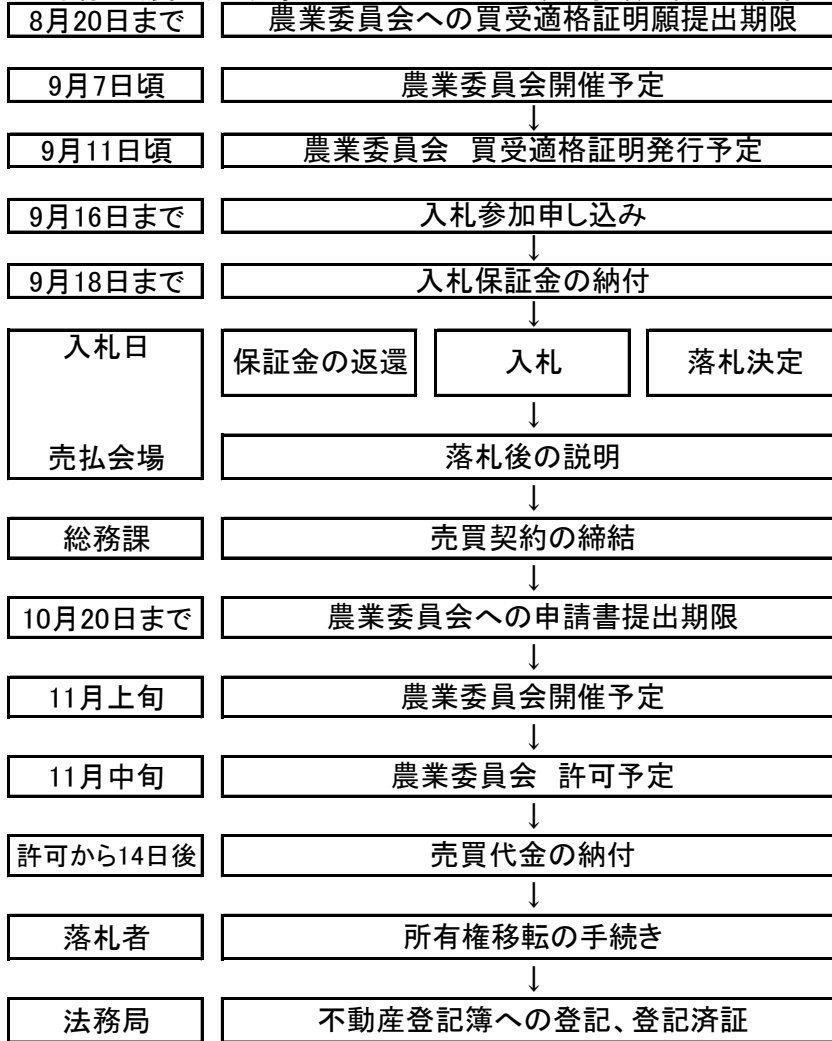 8月20日まで 農業委員会への買受適格証明願提出期限
9月7日頃 農業委員会開催予定
↓
9月11日頃 農業委員会 買受適格証明発行予定
9月16日まで 入札参加申し込み
↓
9月18日まで 入札保証金の納付
↓
入札日 保証金の返還 入札 落札決定
↓
売払会場 落札後の説明
↓
総務課 売買契約の締結
↓
10月20日まで 農業委員会への申請書提出期限
↓
11月上旬 農業委員会開催予定
↓
11月中旬 農業委員会 許可予定
↓
許可から14日後 売買代金の納付
↓
落札者 所有権移転の手続き
↓
法務局 不動産登記簿への登記、登記済証